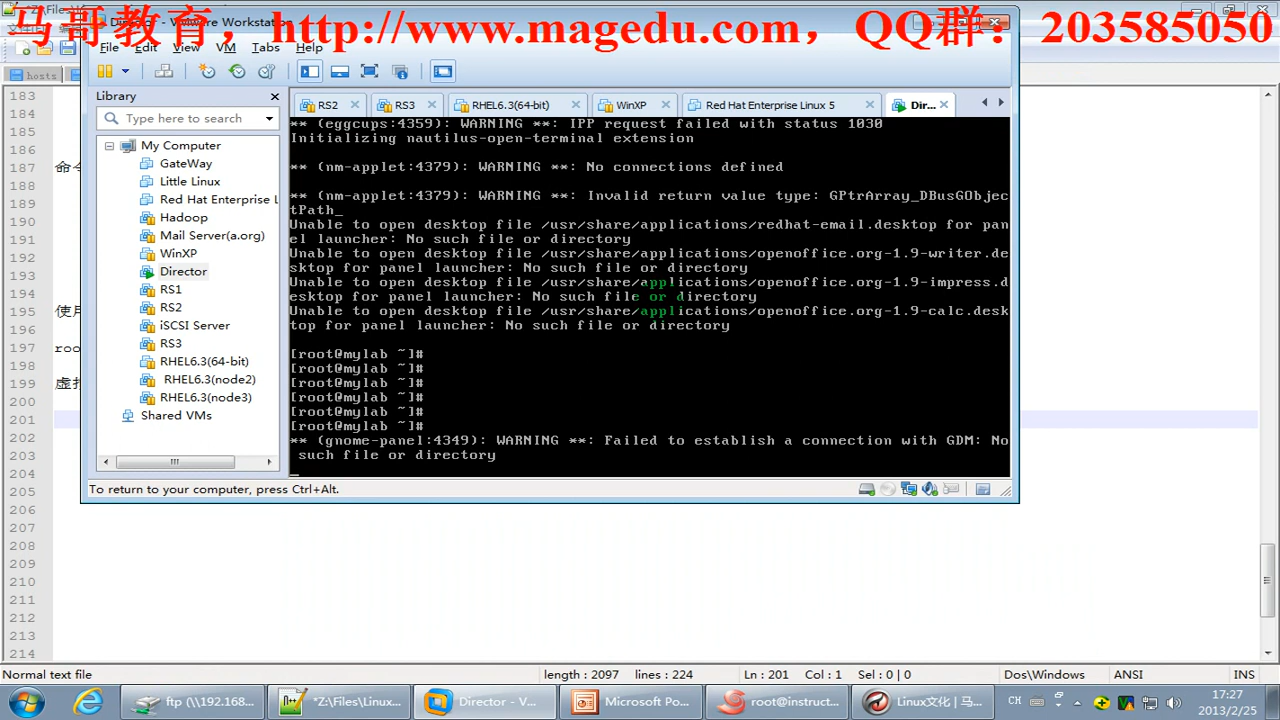 马哥教育，http://www.magedu.com，QQ群：203585050
Director - VMware Workstation
File Edit View VM Tabs Help
hosts
Library
Type here to search
My Computer
GateWay
Little Linux
Red Hat Enterprise L
Hadoop
Mail Server(a.org)
WinXP
Director
RS1
RS2
iSCSI Server
RS3
RHEL6.3(64-bit)
RHEL6.3(node2)
RHEL6.3(node3)
Shared VMs
RS2 RS3 RHEL6.3(64-bit) WinXP Red Hat Enterprise Linux 5 Dir...
** (eggcups:4359): WARNING **: IPP request failed with status 1030
Initializing nautilus-open-terminal extension
** (nm-applet:4379): WARNING **: No connections defined
** (nm-applet:4379): WARNING **: Invalid return value type: GPtrArray_DBusGObjec
tPath_
Unable to open desktop file /usr/share/applications/redhat-email.desktop for pan
el launcher: No such file or directory
Unable to open desktop file /usr/share/applications/openoffice.org-1.9-writer.de
sktop for panel launcher: No such file or directory
Unable to open desktop file /usr/share/applications/openoffice.org-1.9-impress.d
esktop for panel launcher: No such file or directory
Unable to open desktop file /usr/share/applications/openoffice.org-1.9-calc.desk
top for panel launcher: No such file or directory
[root@mylab ~]#
[root@mylab ~]#
[root@mylab ~]#
[root@mylab ~]#
[root@mylab ~]#
[root@mylab ~]#
** (gnome-panel:4349): WARNING **: Failed to establish a connection with GDM: No
such file or directory
To return to your computer, press Ctrl+Alt.
183
184
185
186
187 命令
188
189
190
191
192
193
194
195 使用
196
197 roo
198
199
200
201
202
203
204
205
206
207
208
209
210
211
212
213
214
Normal text file length : 2097 lines : 224 Ln : 201 Col : 1 Sel : 0 | 0 Dos\Windows ANSI INS
ftp (\\192.168... *Z:\Files\Linux... Director - V... Microsoft Po... root@instruct... Linux文化 | 马... CH 17:27
2013/2/25